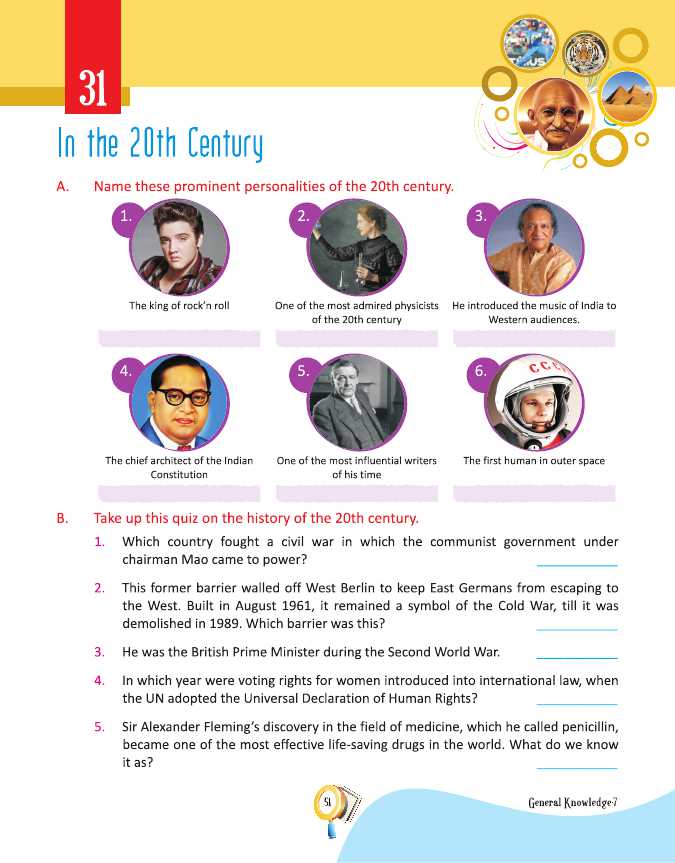 31
In the 20th Century
A. Name these prominent personalities of the 20th century.
1. 2. 3.
The king of rock'n roll
One of the most admired physicists
of the 20th century
He introduced the music of India to
Western audiences.
4. 5. 6.
СССР
The chief architect of the Indian
Constitution
One of the most influential writers
of his time
The first human in outer space
B. Take up this quiz on the history of the 20th century.
1. Which country fought a civil war in which the communist government under
chairman Mao came to power?
2. This former barrier walled off West Berlin to keep East Germans from escaping to
the West. Built in August 1961, it remained a symbol of the Cold War, till it was
demolished in 1989. Which barrier was this?
3. He was the British Prime Minister during the Second World War.
4. In which year were voting rights for women introduced into international law, when
the UN adopted the Universal Declaration of Human Rights?
5. Sir Alexander Fleming's discovery in the field of medicine, which he called penicillin,
became one of the most effective life-saving drugs in the world. What do we know
it as?
51
General Knowledge-7